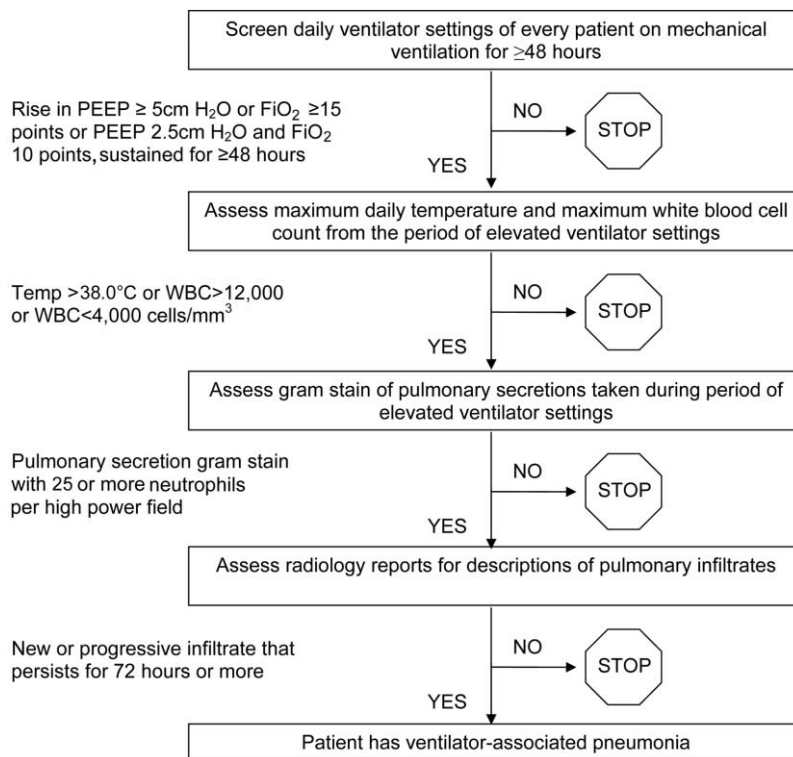 Screen daily ventilator settings of every patient on mechanical
ventilation for ≥48 hours
Rise in PEEP ≥ 5cm H₂O or FiO₂ ≥15
points or PEEP 2.5cm H₂O and FiO₂
10 points, sustained for ≥48 hours
NO
STOP
YES
Assess maximum daily temperature and maximum white blood cell
count from the period of elevated ventilator settings
Temp >38.0°C or WBC>12,000
or WBC<4,000 cells/mm³
NO
STOP
YES
Assess gram stain of pulmonary secretions taken during period of
elevated ventilator settings
Pulmonary secretion gram stain
with 25 or more neutrophils
per high power field
NO
STOP
YES
Assess radiology reports for descriptions of pulmonary infiltrates
New or progressive infiltrate that
persists for 72 hours or more
NO
STOP
YES
Patient has ventilator-associated pneumonia